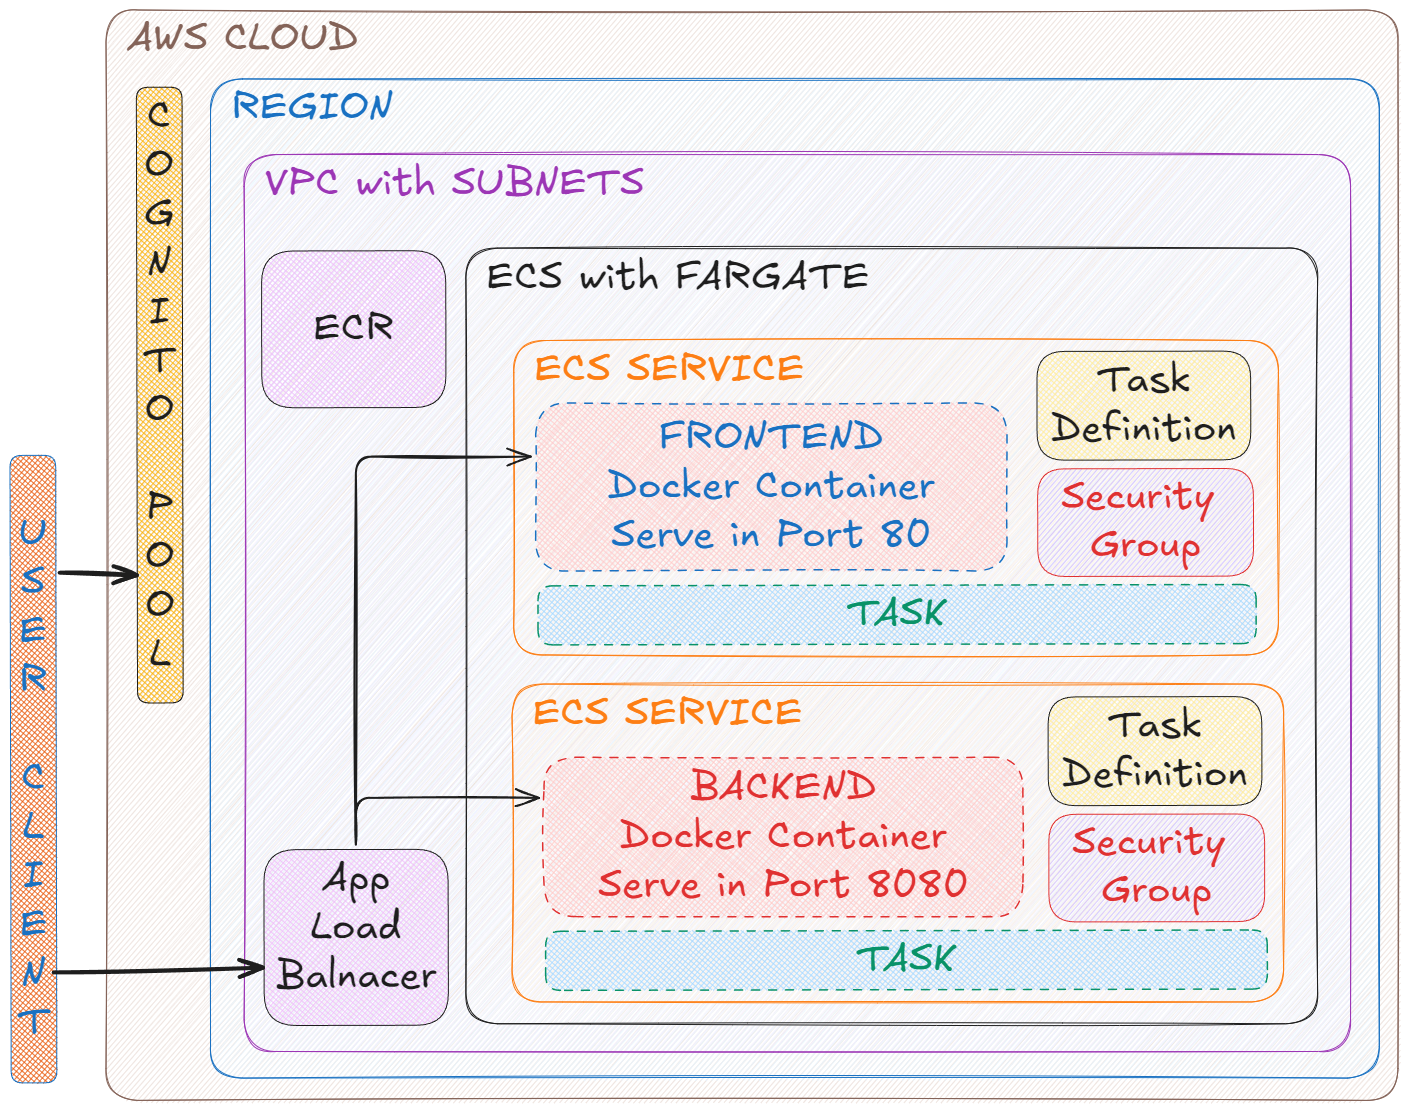 AWS CLOUD
COGNITO POOL
REGION
VPC with SUBNETS
ECR
ECS with FARGATE
ECS SERVICE
FRONTEND
Docker Container
Serve in Port 80
Task
Definition
Security
Group
TASK
USER CLIENT
ECS SERVICE
BACKEND
Docker Container
Serve in Port 8080
Task
Definition
Security
Group
TASK
App
Load
Balnacer